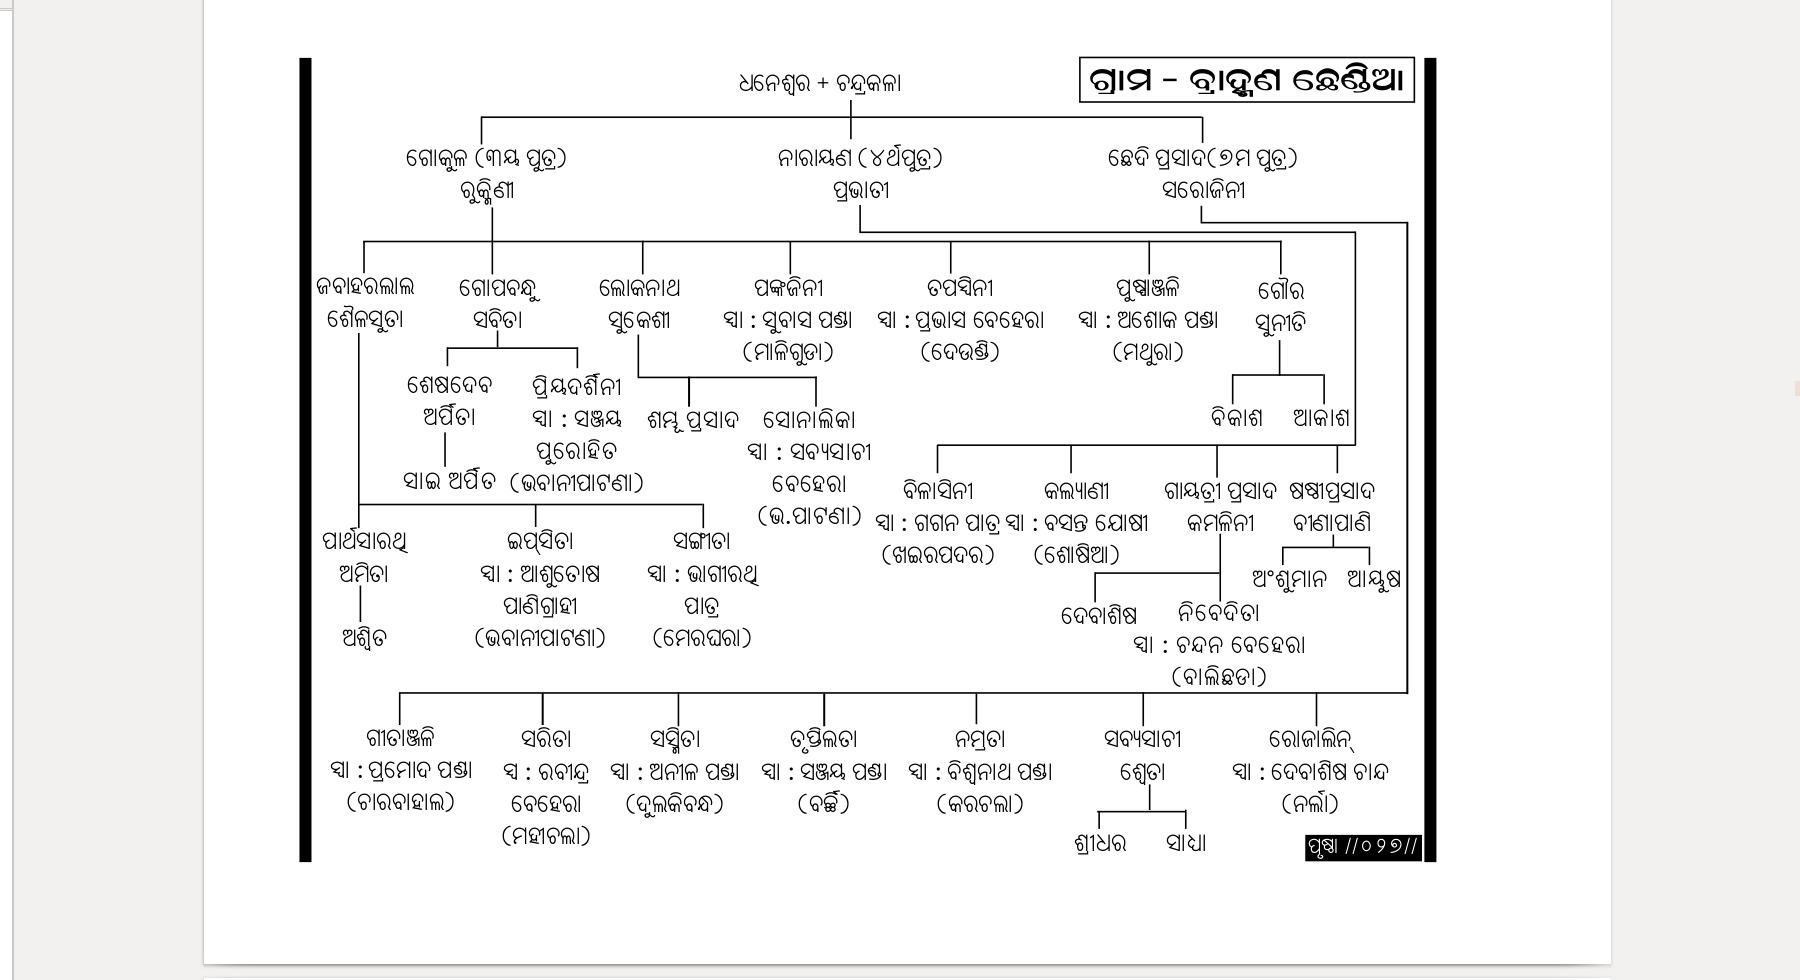 ଗ୍ରାମ - ବ୍ରାହ୍ମଣ ଛେଣ୍ଡିଆ
ଧନେଶ୍ୱର + ଚନ୍ଦ୍ରକଳା
ଗୋକୁଳ (୩ୟ ପୁତ୍ର) ନାରାୟଣ (୪ର୍ଥପୁତ୍ର) ଛେଦି ପ୍ରସାଦ(୭ମ ପୁତ୍ର)
ରୁକ୍ମିଣୀ ପ୍ରଭାତୀ ସରୋଜିନୀ
ଜବାହରଲାଲ ଗୋପବନ୍ଧୁ ଲୋକନାଥ ପଙ୍କଜିନୀ ତପସ୍ୱିନୀ ପୁଷ୍ପାଞ୍ଜଳି ଗୌର
ଶୈଳସୁତା ସବିତା ସୁକେଶୀ ସ୍ୱା : ସୁବାସ ପଣ୍ଡା ସ୍ୱା : ପ୍ରଭାସ ବେହେରା ସ୍ୱା : ଅଶୋକ ପଣ୍ଡା ସୁନୀତି
(ମାଳିଗୁଡା) (ଦେଉଣ୍ଡି) (ମଥୁରା)
ଶେଷଦେବ ପ୍ରିୟଦର୍ଶିନୀ
ଅର୍ପିତା ସ୍ୱା : ସଞ୍ଜୟ ଶମ୍ଭୂ ପ୍ରସାଦ ସୋନାଲିକା ବିକାଶ ଆକାଶ
ପୁରୋହିତ ସ୍ୱା : ସବ୍ୟସାଚୀ
ସାଇ ଅର୍ପିତ (ଭବାନୀପାଟଣା) ବେହେରା
ବିଳାସିନୀ କଲ୍ୟାଣୀ ଗାୟତ୍ରୀ ପ୍ରସାଦ ଷଷ୍ଠୀପ୍ରସାଦ
(ଭ.ପାଟଣା) ସ୍ୱା : ଗଗନ ପାତ୍ର ସ୍ୱା : ବସନ୍ତ ଯୋଷୀ କମଳିନୀ ବୀଣାପାଣି
ପାର୍ଥସାରଥି ଇପ୍ସିତା ସଙ୍ଗୀତା (ଖଇରପଦର) (ଶୋଷିଆ)
ଅମିତା ସ୍ୱା : ଆଶୁତୋଷ ସ୍ୱା : ଭାଗୀରଥି ଅଂଶୁମାନ ଆୟୁଷ
ପାଣିଗ୍ରାହୀ ପାତ୍ର ଦେବାଶିଷ ନିବେଦିତା
ଅଶ୍ୱିତ (ଭବାନୀପାଟଣା) (ମେରଘରା) ସ୍ୱା : ଚନ୍ଦନ ବେହେରା
(ବାଲିଛଡା)
ଗୀତାଞ୍ଜଳି ସରିତା ସସ୍ମିତା ତୃପ୍ତିଲତା ନମ୍ରତା ସବ୍ୟସାଚୀ ରୋଜାଲିନ୍
ସ୍ୱା : ପ୍ରମୋଦ ପଣ୍ଡା ସ୍ୱ : ରବୀନ୍ଦ୍ର ସ୍ୱା : ଅନୀଳ ପଣ୍ଡା ସ୍ୱା : ସଞ୍ଜୟ ପଣ୍ଡା ସ୍ୱା : ବିଶ୍ୱନାଥ ପଣ୍ଡା ଶ୍ୱେତା ସ୍ୱା : ଦେବାଶିଷ ଚାନ୍ଦ
(ଚାରବାହାଲ) ବେହେରା (ଦୁଲକିବନ୍ଧ) (ବର୍ଚ୍ଛି) (କରଚଲା) (ନର୍ଲା)
(ମହୀଚଲା) ଶ୍ରୀଧର ସାଧ୍ୟା
ପୃଷ୍ଠା //୦୨୭//